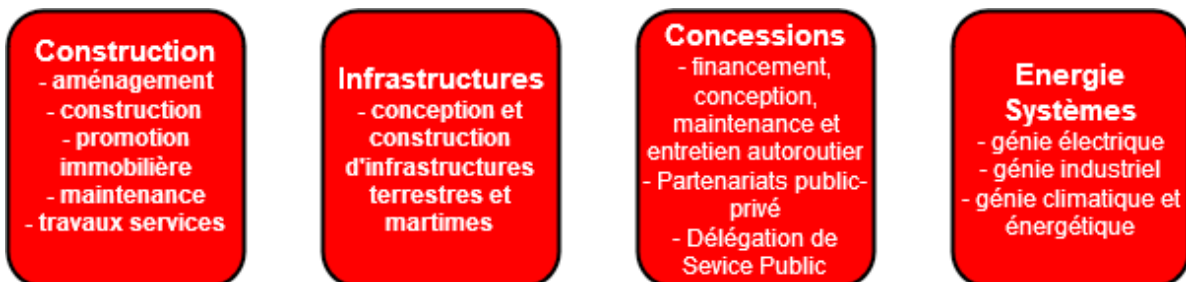 Construction
- aménagement
- construction
- promotion
immobilière
- maintenance
- travaux services
Infrastructures
- conception et
construction
d'infrastructures
terrestres et
martimes
Concessions
- financement,
conception,
maintenance et
entretien autoroutier
- Partenariats public-
privé
- Délégation de
Sevice Public
Energie
Systèmes
- génie électrique
- génie industriel
- génie climatique et
énergétique